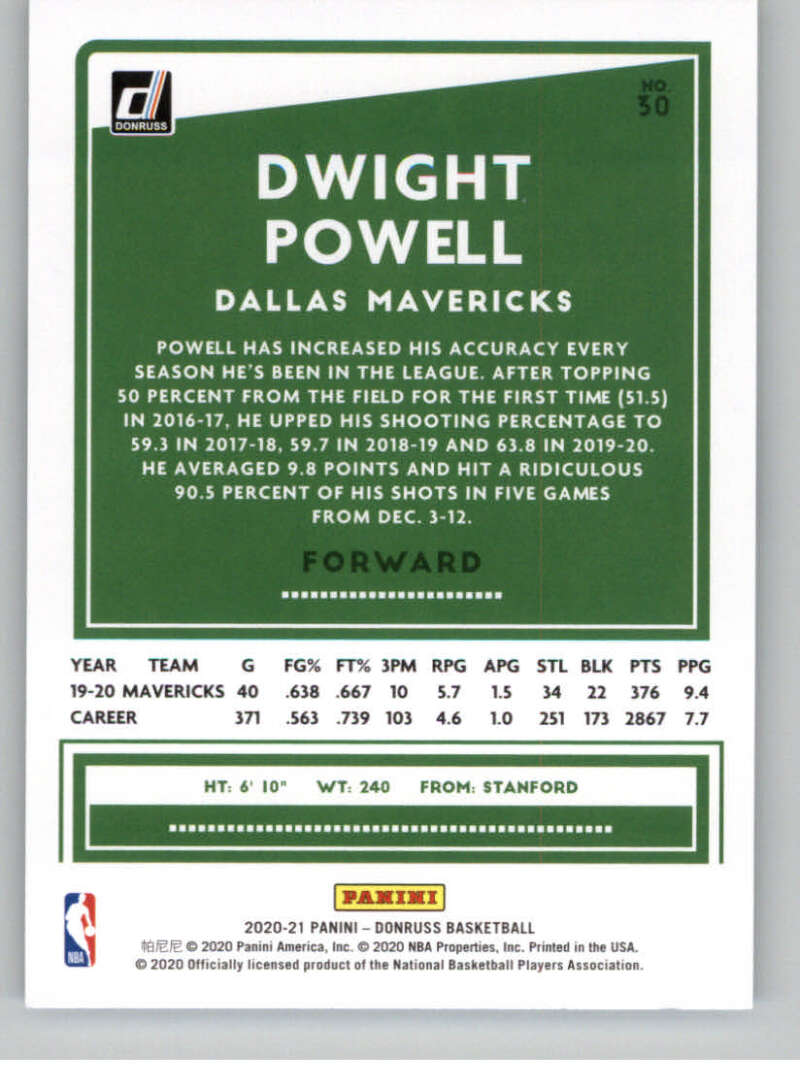 DONRUSS
NO.
30
DWIGHT
POWELL
DALLAS MAVERICKS
POWELL HAS INCREASED HIS ACCURACY EVERY
SEASON HE'S BEEN IN THE LEAGUE. AFTER TOPPING
50 PERCENT FROM THE FIELD FOR THE FIRST TIME (51.5)
IN 2016-17, HE UPPED HIS SHOOTING PERCENTAGE TO
59.3 IN 2017-18, 59.7 IN 2018-19 AND 63.8 IN 2019-20.
HE AVERAGED 9.8 POINTS AND HIT A RIDICULOUS
90.5 PERCENT OF HIS SHOTS IN FIVE GAMES
FROM DEC. 3-12.
FORWARD
YEAR TEAM G FG% FT% 3PM RPG APG STL BLK PTS PPG
19-20 MAVERICKS 40 .638 .667 10 5.7 1.5 34 22 376 9.4
CAREER 371 .563 .739 103 4.6 1.0 251 173 2867 7.7
HT: 6' 10" WT: 240 FROM: STANFORD
PANINI
2020-21 PANINI – DONRUSS BASKETBALL
帕尼尼 © 2020 Panini America, Inc. © 2020 NBA Properties, Inc. Printed in the USA.
© 2020 Officially licensed product of the National Basketball Players Association.
NBA